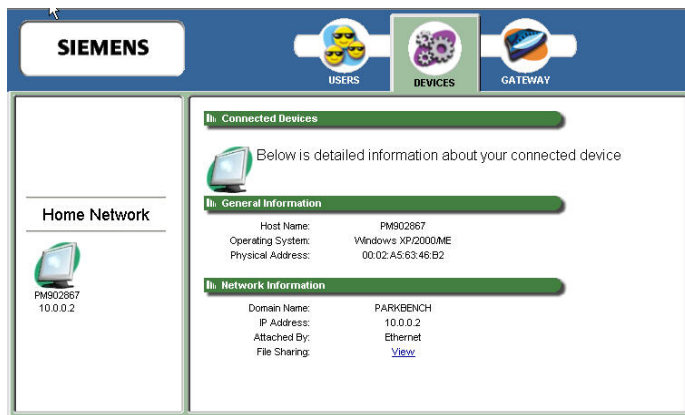 SIEMENS
USERS
DEVICES
GATEWAY
Home Network
PM902867
10.0.0.2
Connected Devices
Below is detailed information about your connected device
General Information
Host Name: PM902867
Operating System: Windows XP/2000/ME
Physical Address: 00:02:A5:63:46:B2
Network Information
Domain Name: PARKBENCH
IP Address: 10.0.0.2
Attached By: Ethernet
File Sharing: View